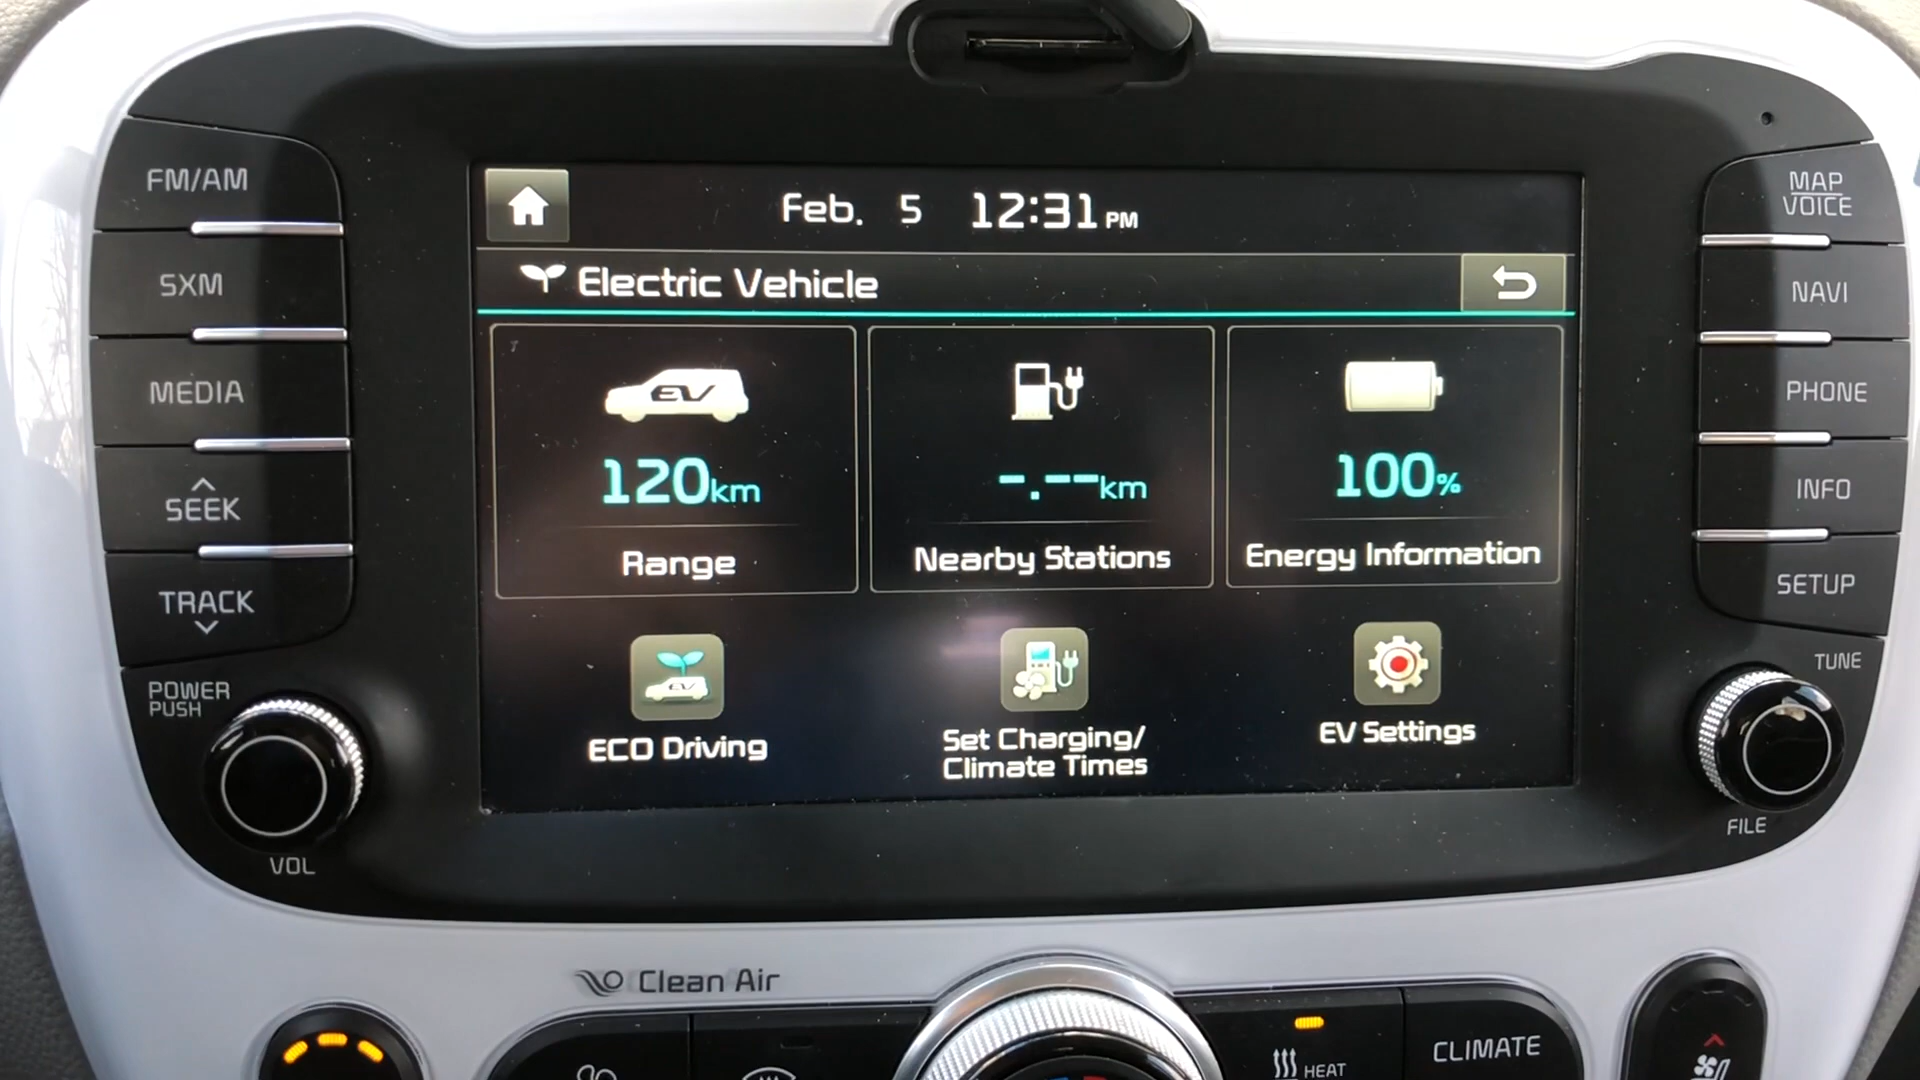 FM/AM
SXM
MEDIA
SEEK
TRACK
POWER
PUSH
VOL
Feb. 5 12:31 PM
Electric Vehicle
EV
120km
Range
-.--km
Nearby Stations
100%
Energy Information
EV
ECO Driving
Set Charging/
Climate Times
EV Settings
MAP
VOICE
NAVI
PHONE
INFO
SETUP
TUNE
FILE
Clean Air
HEAT
CLIMATE